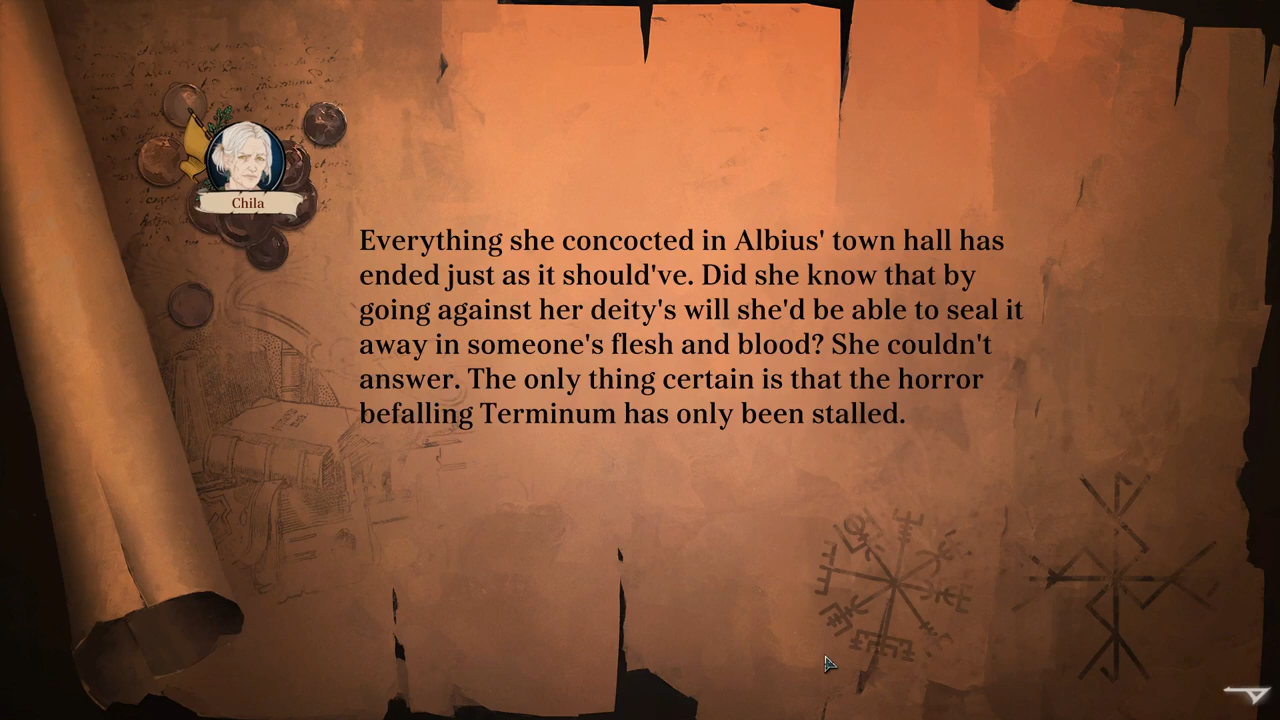 Chila
Everything she concocted in Albius' town hall has
ended just as it should've. Did she know that by
going against her deity's will she'd be able to seal it
away in someone's flesh and blood? She couldn't
answer. The only thing certain is that the horror
befalling Terminum has only been stalled.